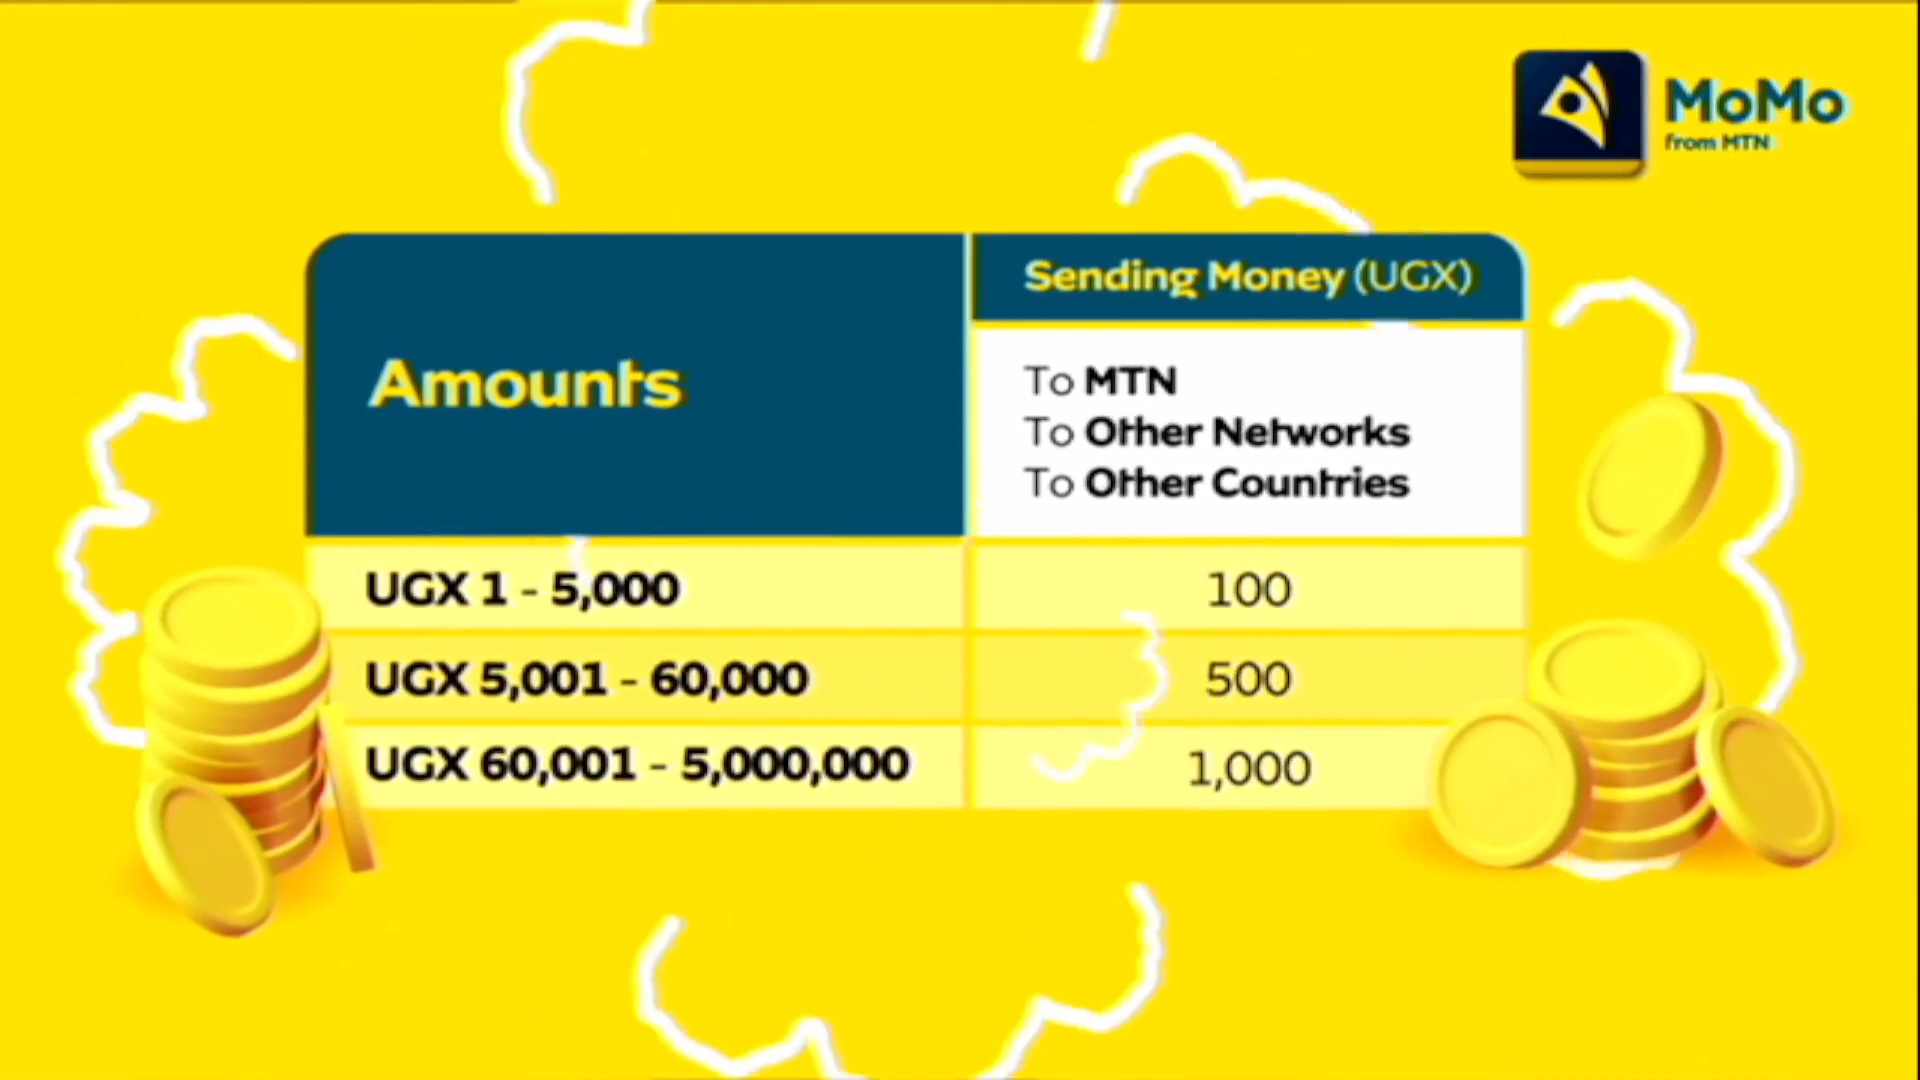 MoMo
from MTN
Amounts
Sending Money (UGX)
To MTN
To Other Networks
To Other Countries
UGX 1 - 5,000
100
UGX 5,001 - 60,000
500
UGX 60,001 - 5,000,000
1,000